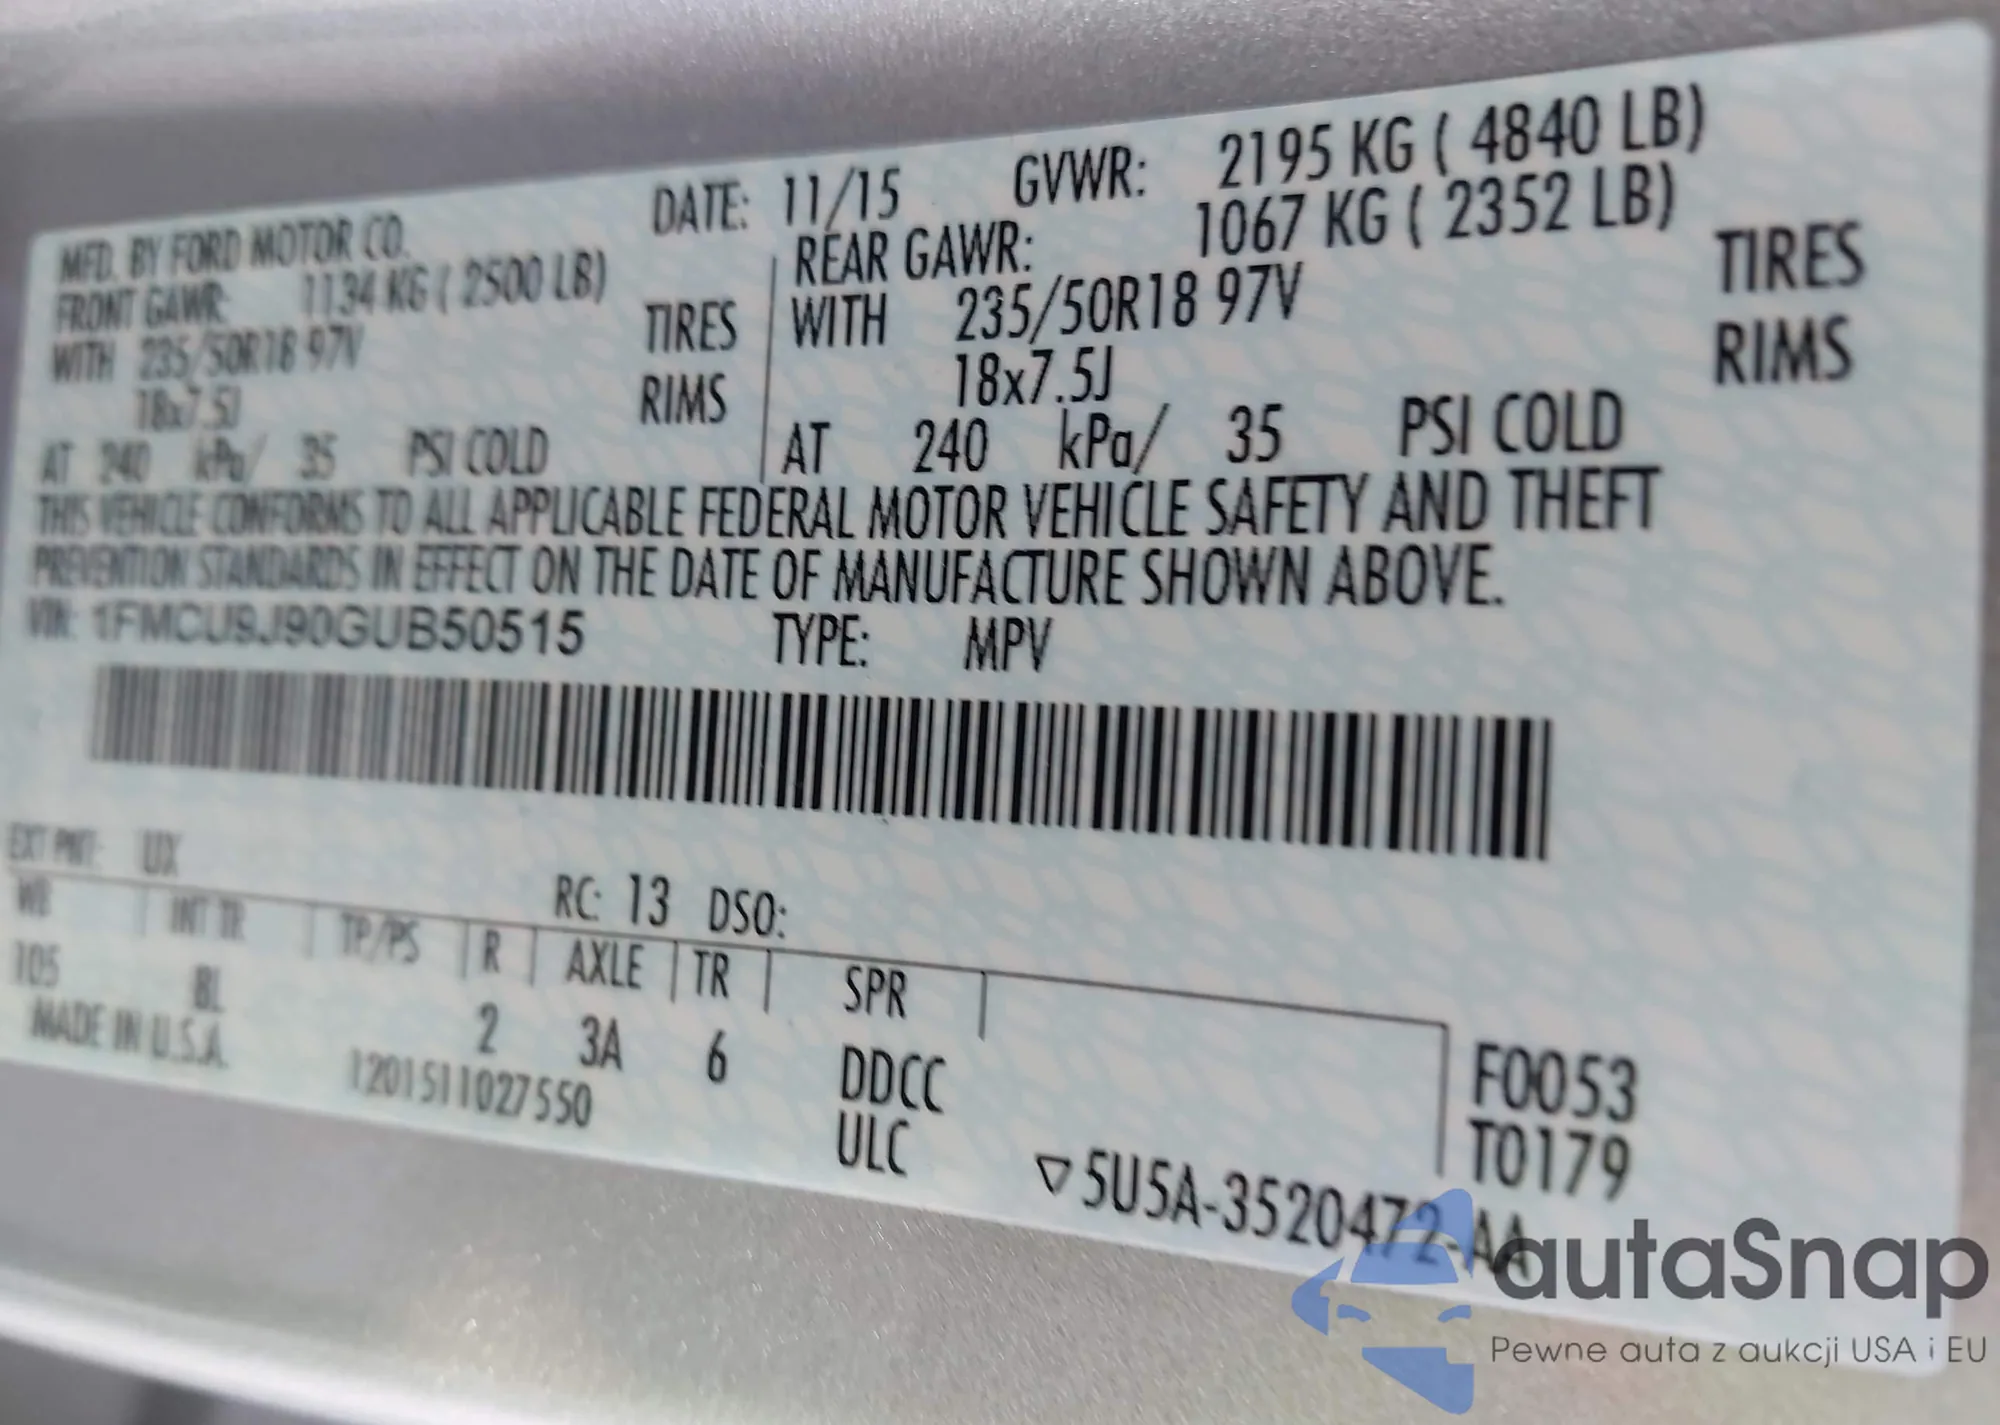 MFD. BY FORD MOTOR CO. DATE: 11/15 GVWR: 2195 KG ( 4840 LB)
FRONT GAWR: 1134 KG ( 2500 LB) REAR GAWR: 1067 KG ( 2352 LB)
WITH 235/50R18 97V TIRES WITH 235/50R18 97V TIRES
18x7.5J RIMS 18x7.5J RIMS
AT 240 kPa/ 35 PSI COLD AT 240 kPa/ 35 PSI COLD
THIS VEHICLE CONFORMS TO ALL APPLICABLE FEDERAL MOTOR VEHICLE SAFETY AND THEFT
PREVENTION STANDARDS IN EFFECT ON THE DATE OF MANUFACTURE SHOWN ABOVE.
VIN: 1FMCU9J90GUB50515 TYPE: MPV
EXT PNT: UX RC: 13 DSO:
WB INT TR TP/PS R AXLE TR SPR
105 BL 2 3A 6 DDCC F0053
MADE IN U.S.A. 1201511027550 ULC T0179
▽5U5A-3520472-AA
autaSnap
Pewne auta z aukcji USA i EU